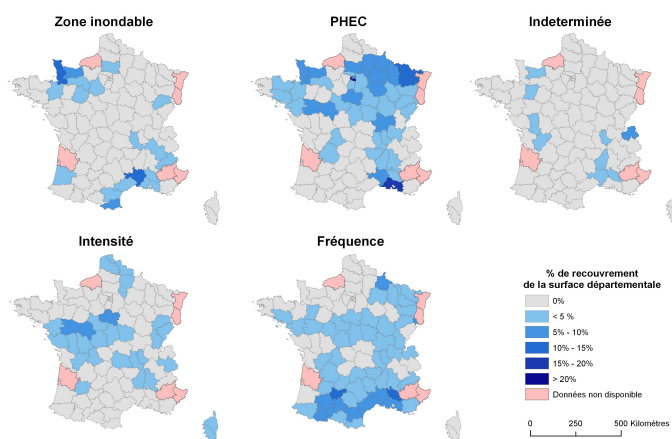 Zone inondable
PHEC
Indeterminée
Intensité
Fréquence
% de recouvrement
de la surface départementale
0%
< 5 %
5% - 10%
10% - 15%
15% - 20%
> 20%
Données non disponible
0 250 500 Kilomètres